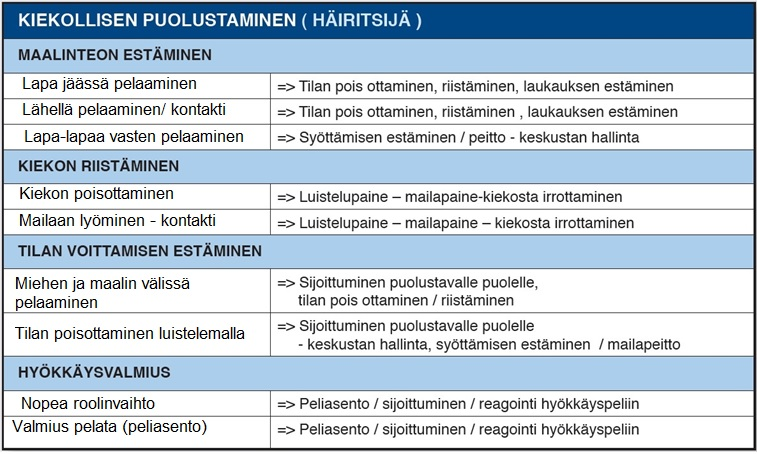 KIEKOLLISEN PUOLUSTAMINEN ( HÄIRITSIJÄ )
MAALINTEON ESTÄMINEN
Lapa jäässä pelaaminen => Tilan pois ottaminen, riistäminen, laukauksen estäminen
Lähellä pelaaminen/ kontakti => Tilan pois ottaminen, riistäminen , laukauksen estäminen
Lapa-lapaa vasten pelaaminen => Syöttämisen estäminen / peitto - keskustan hallinta
KIEKON RIISTÄMINEN
Kiekon poisottaminen => Luistelupaine – mailapaine-kiekosta irrottaminen
Mailaan lyöminen - kontakti => Luistelupaine – mailapaine – kiekosta irrottaminen
TILAN VOITTAMISEN ESTÄMINEN
Miehen ja maalin välissä
pelaaminen
=> Sijoittuminen puolustavalle puolelle,
tilan pois ottaminen / riistäminen
Tilan poisottaminen luistelemalla
=> Sijoittuminen puolustavalle puolelle
- keskustan hallinta, syöttämisen estäminen / mailapeitto
HYÖKKÄYSVALMIUS
Nopea roolinvaihto => Peliasento / sijoittuminen / reagointi hyökkäyspeliin
Valmius pelata (peliasento) => Peliasento / sijoittuminen / reagointi hyökkäyspeliin